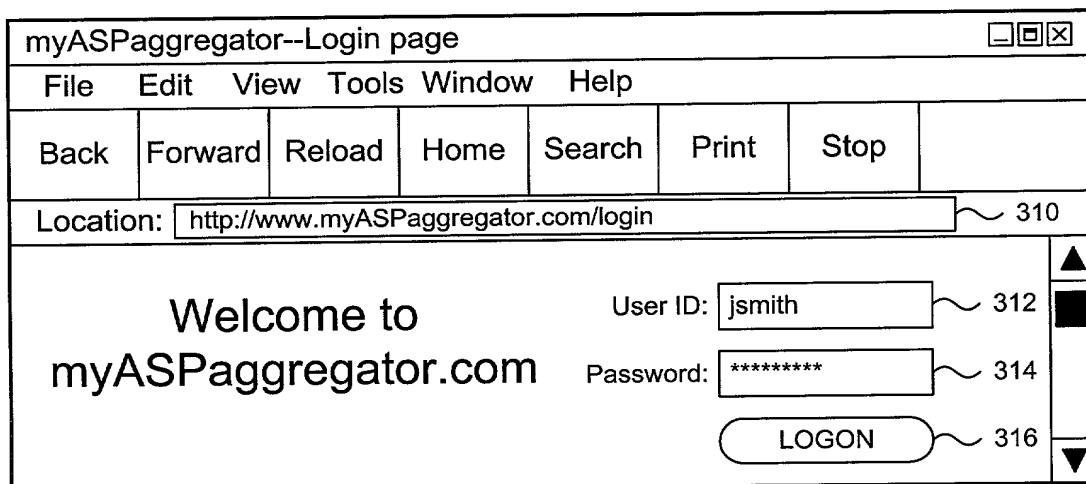 myASPaggregator--Login page
File Edit View Tools Window Help
Back Forward Reload Home Search Print Stop
Location: http://www.myASPaggregator.com/login 310
Welcome to
myASPaggregator.com
User ID: jsmith 312
Password: ********* 314
LOGON 316